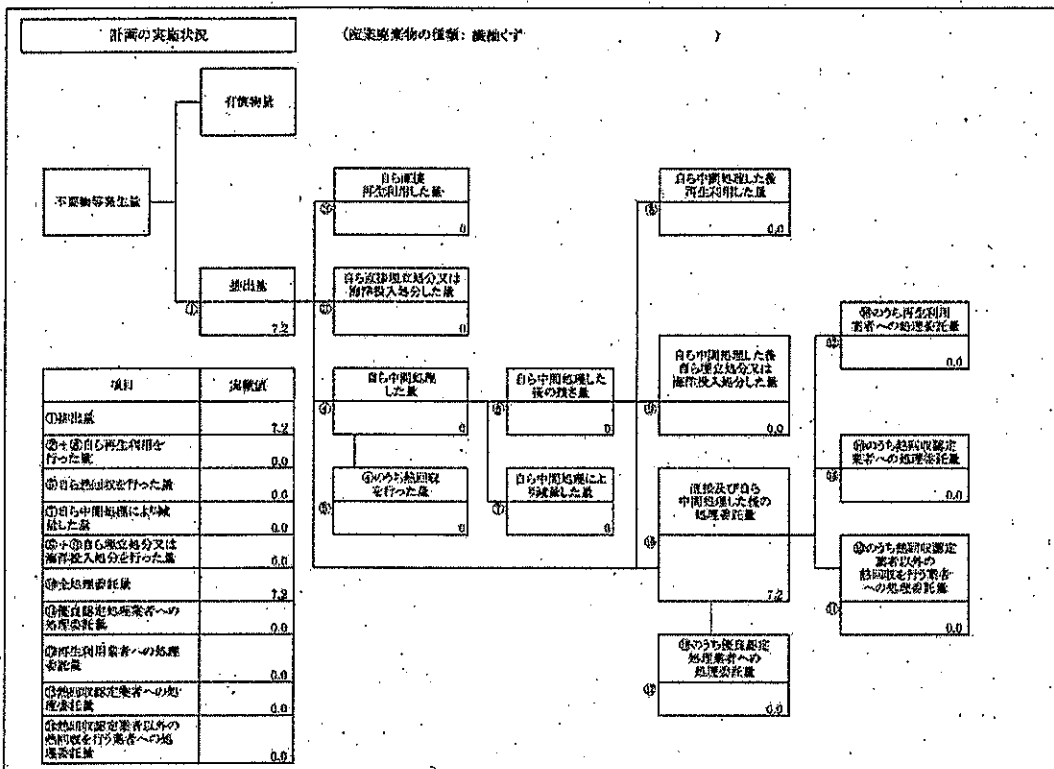 計画の実施状況
(産業廃棄物の種類: 繊維くず
)
有償物量
不要物等発生量
①
排出量
7.2
②
自ら直接
再生利用した量
0
③
自ら直接埋立処分又は
海洋投入処分した量
0
④
自ら中間処理
した量
0
⑤
④のうち熱回収
を行った量
0
⑥
自ら中間処理した
後の残さ量
0
⑦
自ら中間処理によ
り減量した量
0
⑧
自ら中間処理した後
再生利用した量
0.0
⑨
自ら中間処理した後
自ら埋立処分又は
海洋投入処分した量
0.0
⑩
直接及び自ら
中間処理した後の
処理委託量
7.2
⑪
⑩のうち優良認定
処理業者への
処理委託量
0.0
⑫
⑩のうち再生利用
業者への処理委託量
0.0
⑬
⑩のうち熱回収認定
業者への処理委託量
0.0
⑭
⑩のうち熱回収認定
業者以外の
熱回収を行う業者
への処理委託量
0.0
項目
実績値
①排出量
7.2
②+⑧自ら再生利用を
行った量
0.0
⑤自ら熱回収を行った量
0.0
⑦自ら中間処理により減
量した量
0.0
③+⑨自ら埋立処分又は
海洋投入処分を行った量
0.0
⑩全処理委託量
7.2
⑪優良認定処理業者への
処理委託量
0.0
⑫再生利用業者への処理
委託量
0.0
⑬熱回収認定業者への処
理委託量
0.0
⑭熱回収認定業者以外の
熱回収を行う業者への処
理委託量
0.0